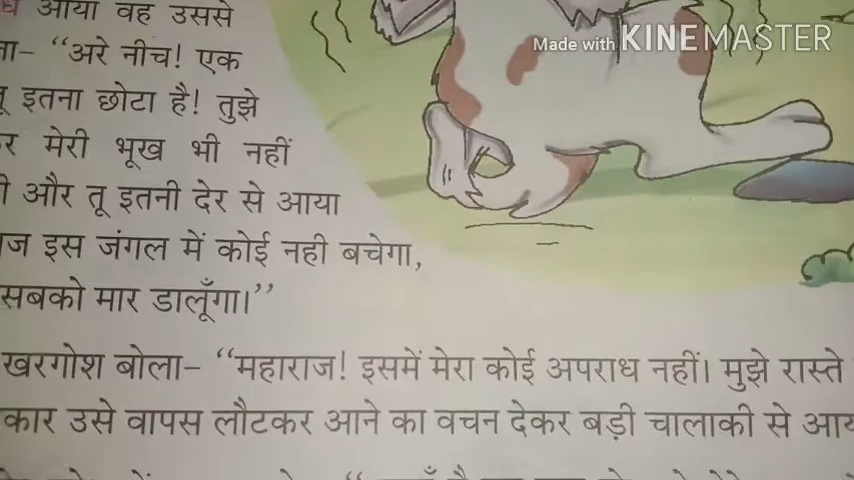 आया वह उससे
Made with KINEMASTER
“अरे नीच! एक
इतना छोटा है! तुझे
मेरी भूख भी नहीं
और तू इतनी देर से आया
इस जंगल में कोई नही बचेगा,
सबको मार डालूँगा।”
खरगोश बोला- “महाराज! इसमें मेरा कोई अपराध नहीं। मुझे रास्ते
कार उसे वापस लौटकर आने का वचन देकर बड़ी चालाकी से